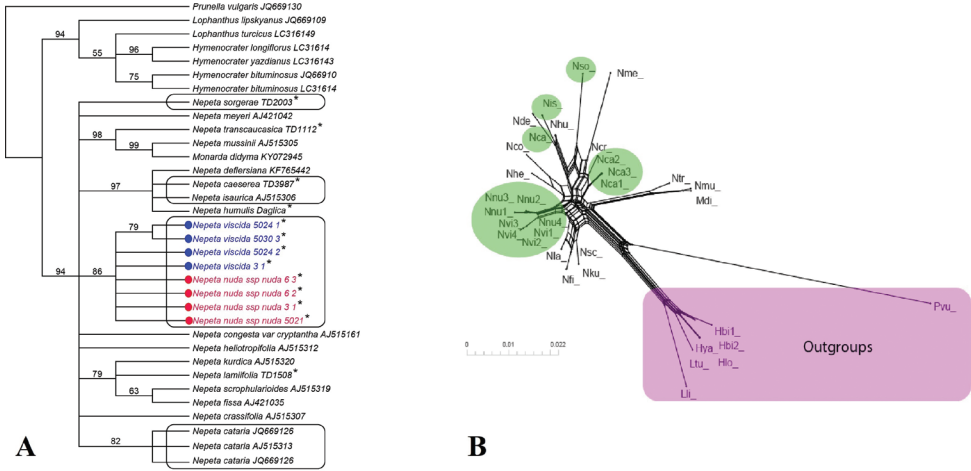 Prunella vulgaris JQ669130
Lophanthus lipskyanus JQ669109
94
Lophanthus turcicus LC316149
Hymenocrater longiflorus LC31614
96
55
Hymenocrater yazdianus LC316143
Hymenocrater bituminosus JQ66910
75
Hymenocrater bituminosus LC31614
Nepeta sorgerae TD2003*
Nepeta meyeri AJ421042
Nepeta transcaucasica TD1112*
98
Nepeta mussinii AJ515305
99
Monarda didyma KY072945
Nepeta deflersiana KF765442
Nepeta caeserea TD3987*
97
Nepeta isaurica AJ515306
Nepeta humulis Daglica*
Nepeta viscida 5024 1*
79
Nepeta viscida 5030 3*
Nepeta viscida 5024 2*
Nepeta viscida 3 1*
94
86
Nepeta nuda ssp nuda 6 3*
Nepeta nuda ssp nuda 6 2*
Nepeta nuda ssp nuda 3 1*
Nepeta nuda ssp nuda 5021*
Nepeta congesta var cryptantha AJ515161
Nepeta heliotropifolia AJ515312
Nepeta kurdica AJ515320
79
Nepeta lamiifolia TD1508*
Nepeta scrophularioides AJ515319
63
Nepeta fissa AJ421035
Nepeta crassifolia AJ515307
Nepeta cataria JQ669126
82
Nepeta cataria AJ515313
Nepeta cataria JQ669126
A
B
Nso_
Nme_
Nis_
Nde_
Nhu_
Nca_
Nco_
Ncr_
Nca2_
Nca3_
Nca1_
Nhe_
Ntr_
Nmu_
Mdi_
Nnu3_
Nnu2_
Nnu1_
Nvi3_
Nnu4_
Nvi4_
Nvi1_
Nvi2_
Nla_
Nsc_
Nfi_
Nku_
Pvu_
Hbi1_
Hya_
Hbi2_
Ltu_
Hlo_
Lli_
Outgroups
0
0.01
0.022